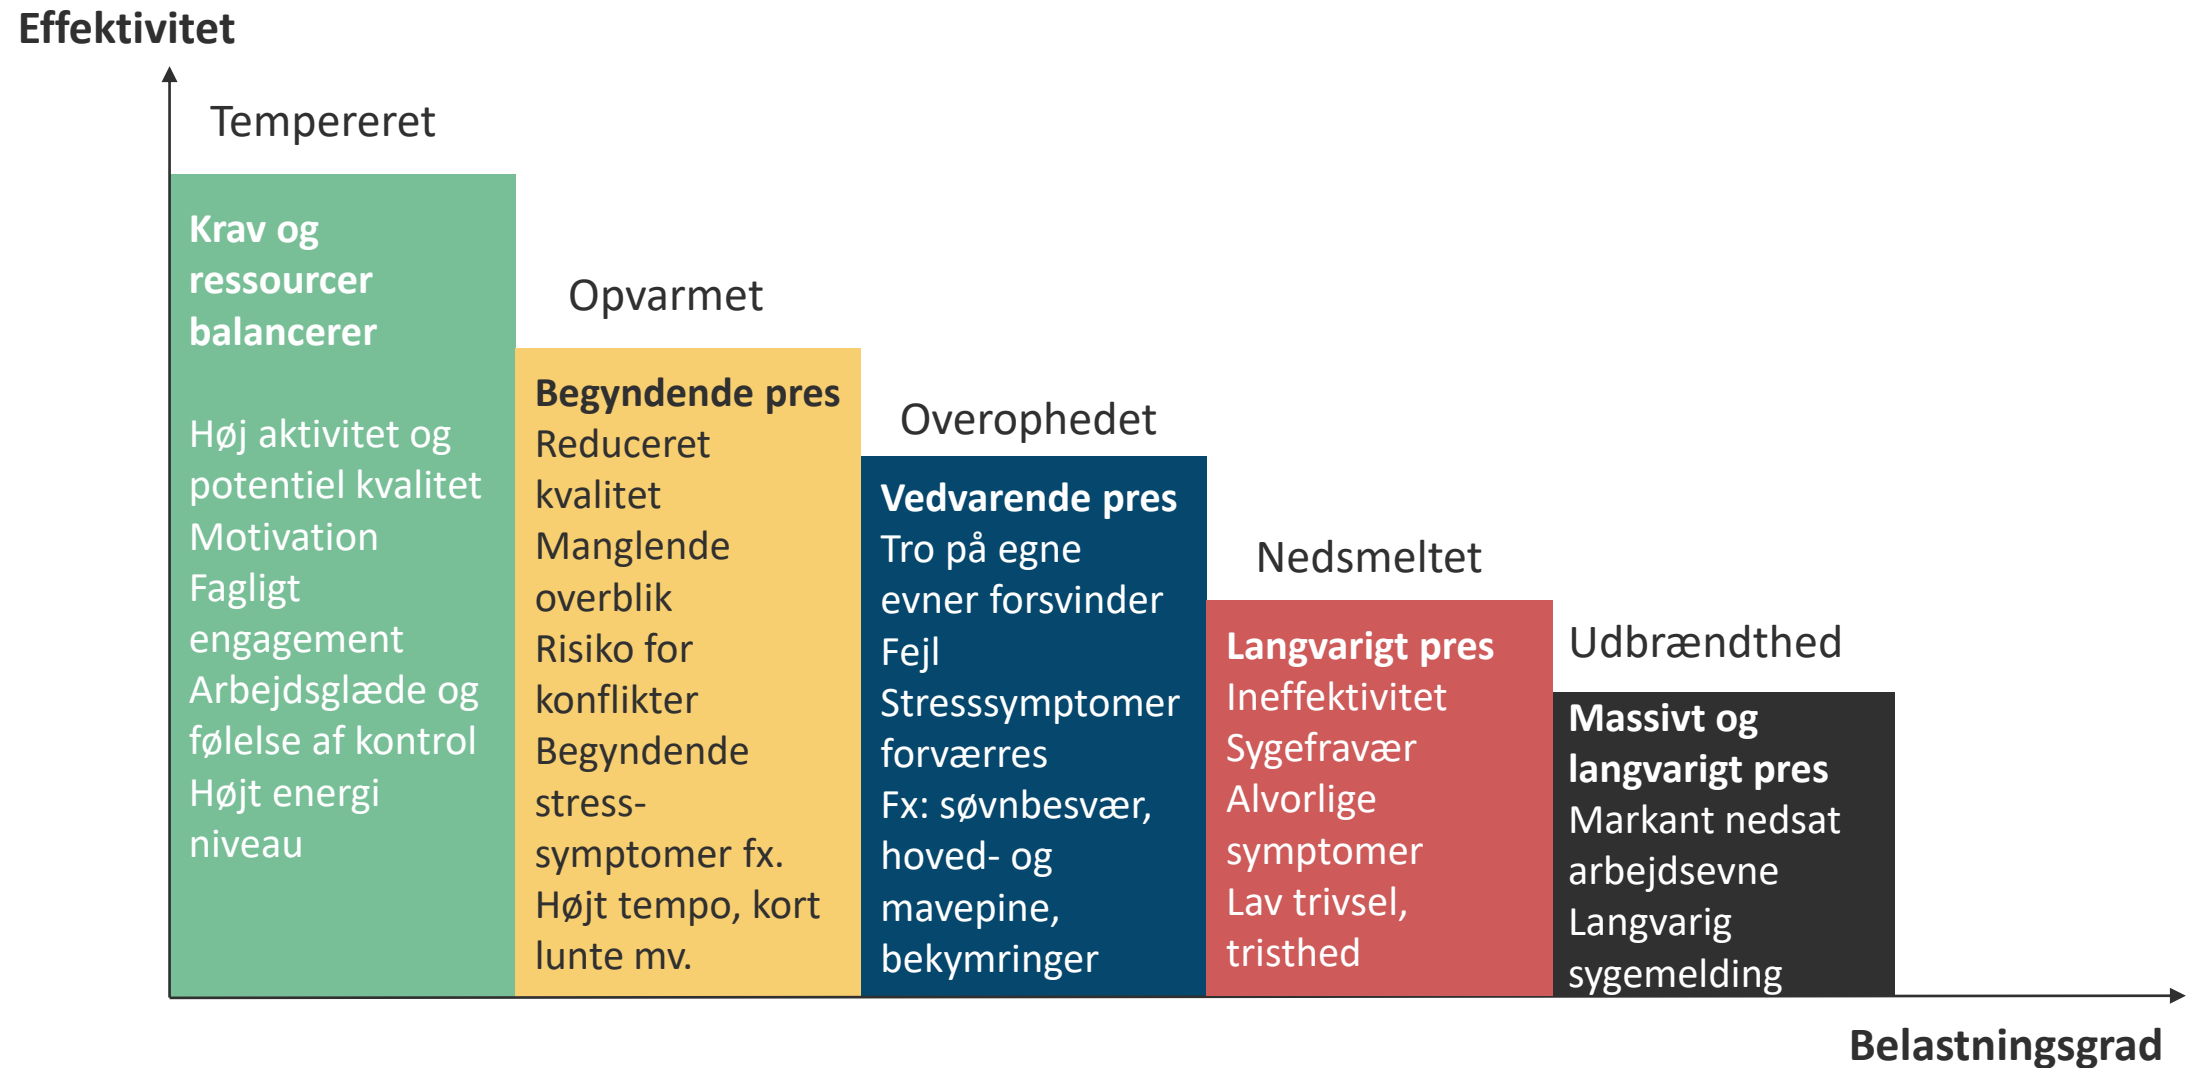 Effektivitet
Tempereret
Krav og
ressourcer
balancerer
Høj aktivitet og
potentiel kvalitet
Motivation
Fagligt
engagement
Arbejdsglæde og
følelse af kontrol
Højt energi
niveau
Opvarmet
Begyndende pres
Reduceret
kvalitet
Manglende
overblik
Risiko for
konflikter
Begyndende
stress-
symptomer fx.
Højt tempo, kort
lunte mv.
Overophedet
Vedvarende pres
Tro på egne
evner forsvinder
Fejl
Stresssymptomer
forværres
Fx: søvnbesvær,
hoved- og
mavepine,
bekymringer
Nedsmeltet
Langvarigt pres
Ineffektivitet
Sygefravær
Alvorlige
symptomer
Lav trivsel,
tristhed
Udbrændthed
Massivt og
langvarigt pres
Markant nedsat
arbejdsevne
Langvarig
sygemelding
Belastningsgrad